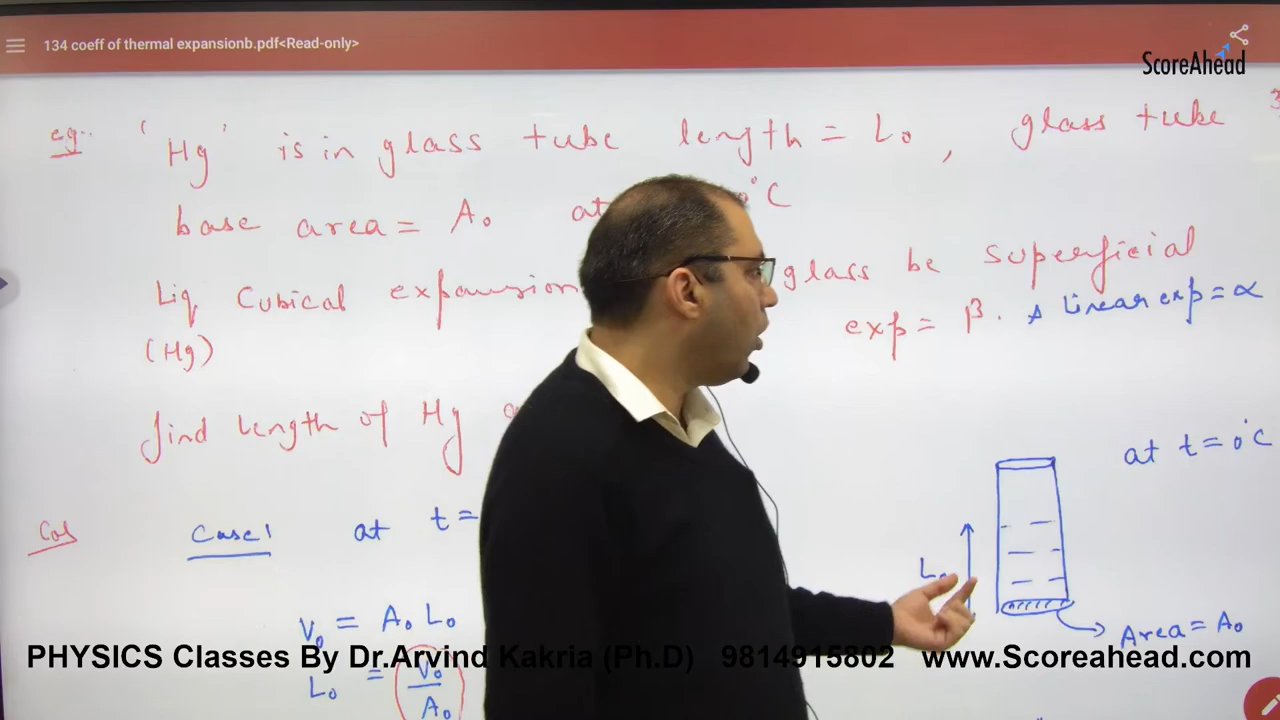 134 coeff of thermal expansionb.pdf<Read-only>
ScoreAhead
eg:- 'Hg' is in glass tube length = L₀ , glass tube
base area = A₀ at 0°C
Liq Cubical expansion glass be superficial
(Hg) exp = β. & linear exp = α
find length of Hg
at t = 0°C
Case 1 at t =
L₀
V₀ = A₀ L₀
Area = A₀
L₀ = V₀/A₀
PHYSICS Classes By Dr.Arvind Kakria (Ph.D) 9814915802 www.Scoreahead.com